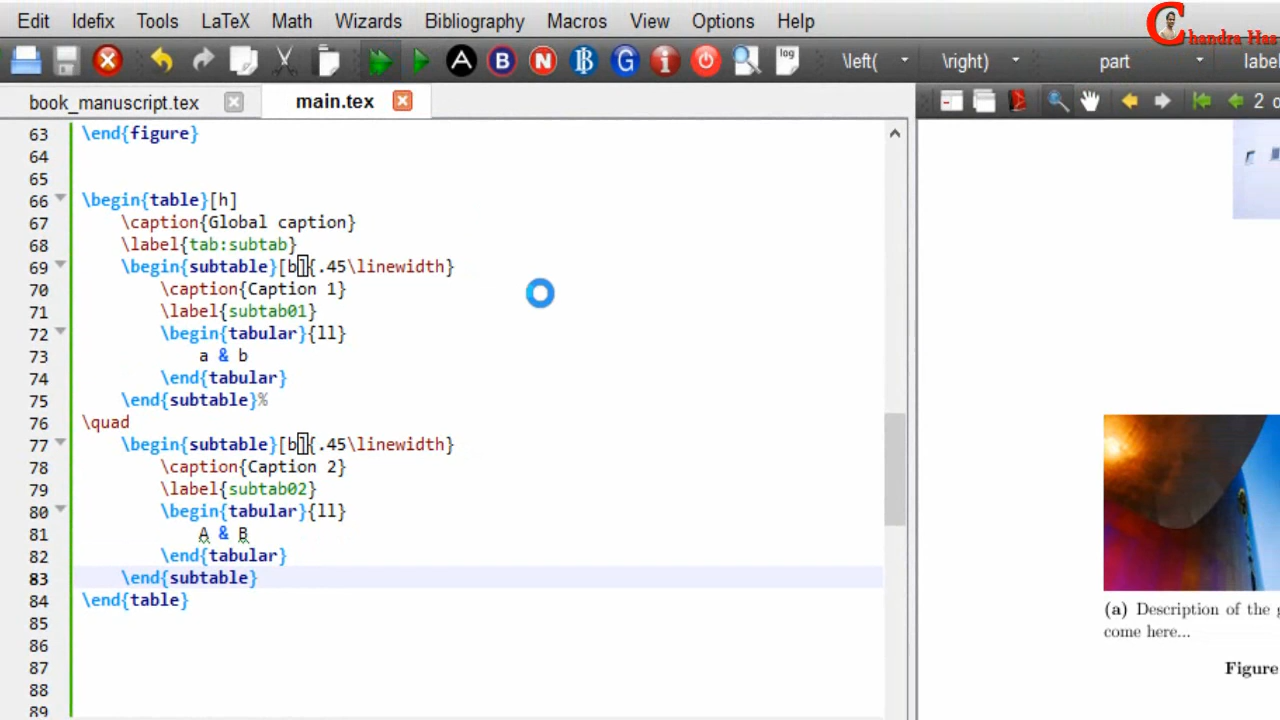 Edit Idefix Tools LaTeX Math Wizards Bibliography Macros View Options Help
Chandra Has
A B N G i log \left( \right) part label
book_manuscript.tex main.tex 2 o
63 \end{figure}
64
65
66 \begin{table}[h]
67 \caption{Global caption}
68 \label{tab:subtab}
69 \begin{subtable}[b]{.45\linewidth}
70 \caption{Caption 1}
71 \label{subtab01}
72 \begin{tabular}{ll}
73 a & b
74 \end{tabular}
75 \end{subtable}%
76 \quad
77 \begin{subtable}[b]{.45\linewidth}
78 \caption{Caption 2}
79 \label{subtab02}
80 \begin{tabular}{ll}
81 A & B
82 \end{tabular}
83 \end{subtable}
84 \end{table}
85
86
87
88
89
(a) Description of the g
come here...
Figure